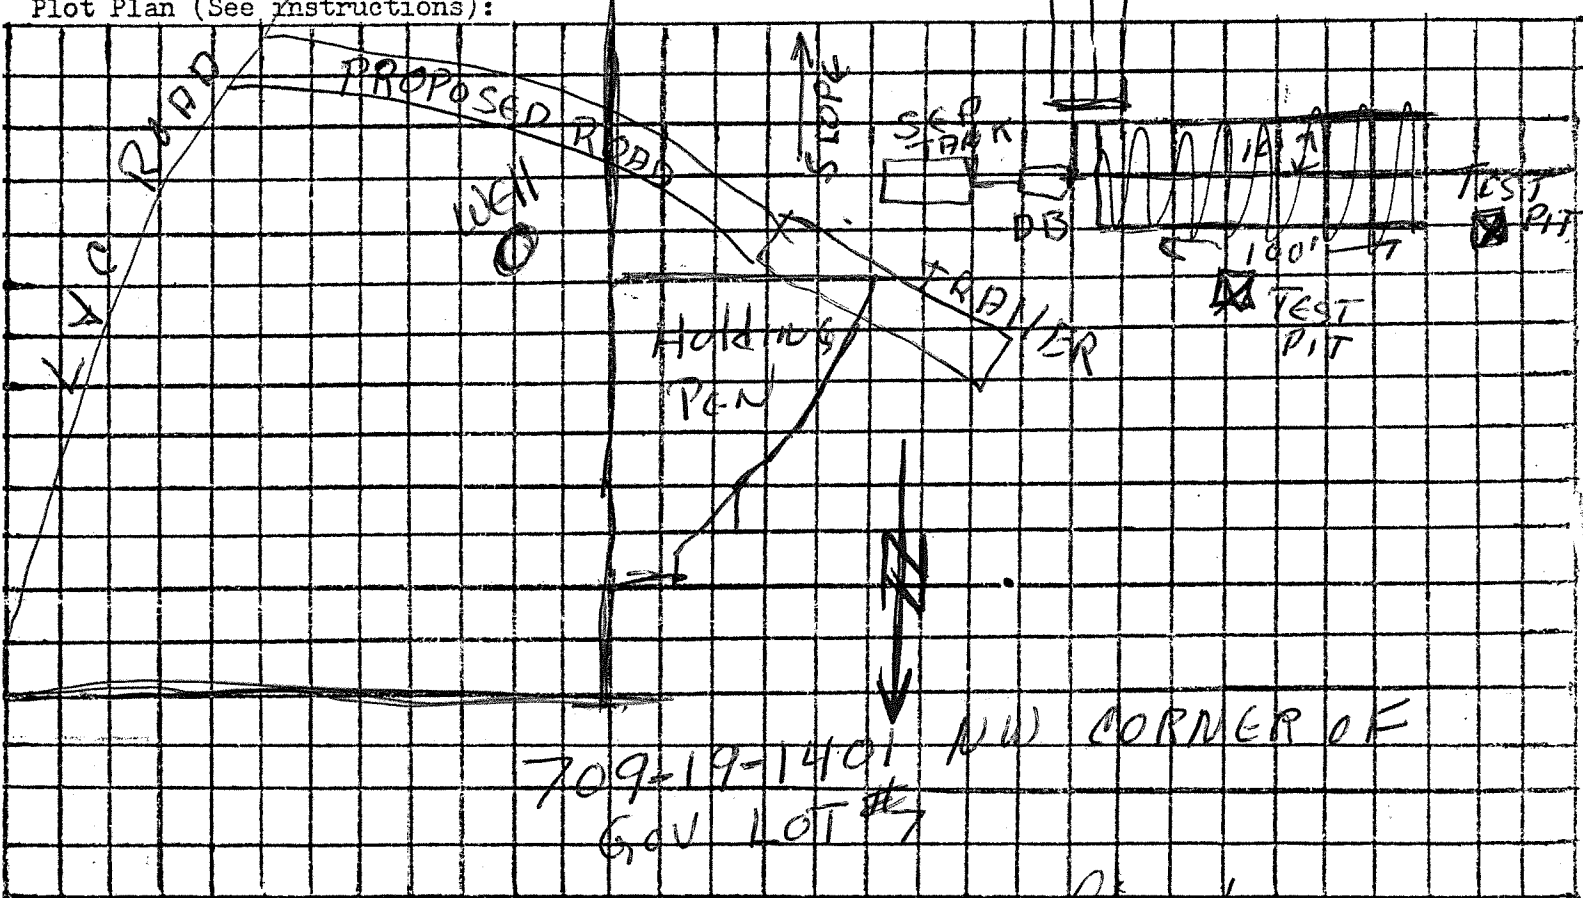 Plot Plan (See instructions):
ROAD
PROPOSED ROAD
SLOPE
SEP
TANK
DB
100'
TEST
PIT
TEST
PIT
WELL
TRAILER
Holding
PEN
N
709-19-1401 NW CORNER OF
GOV LOT #7